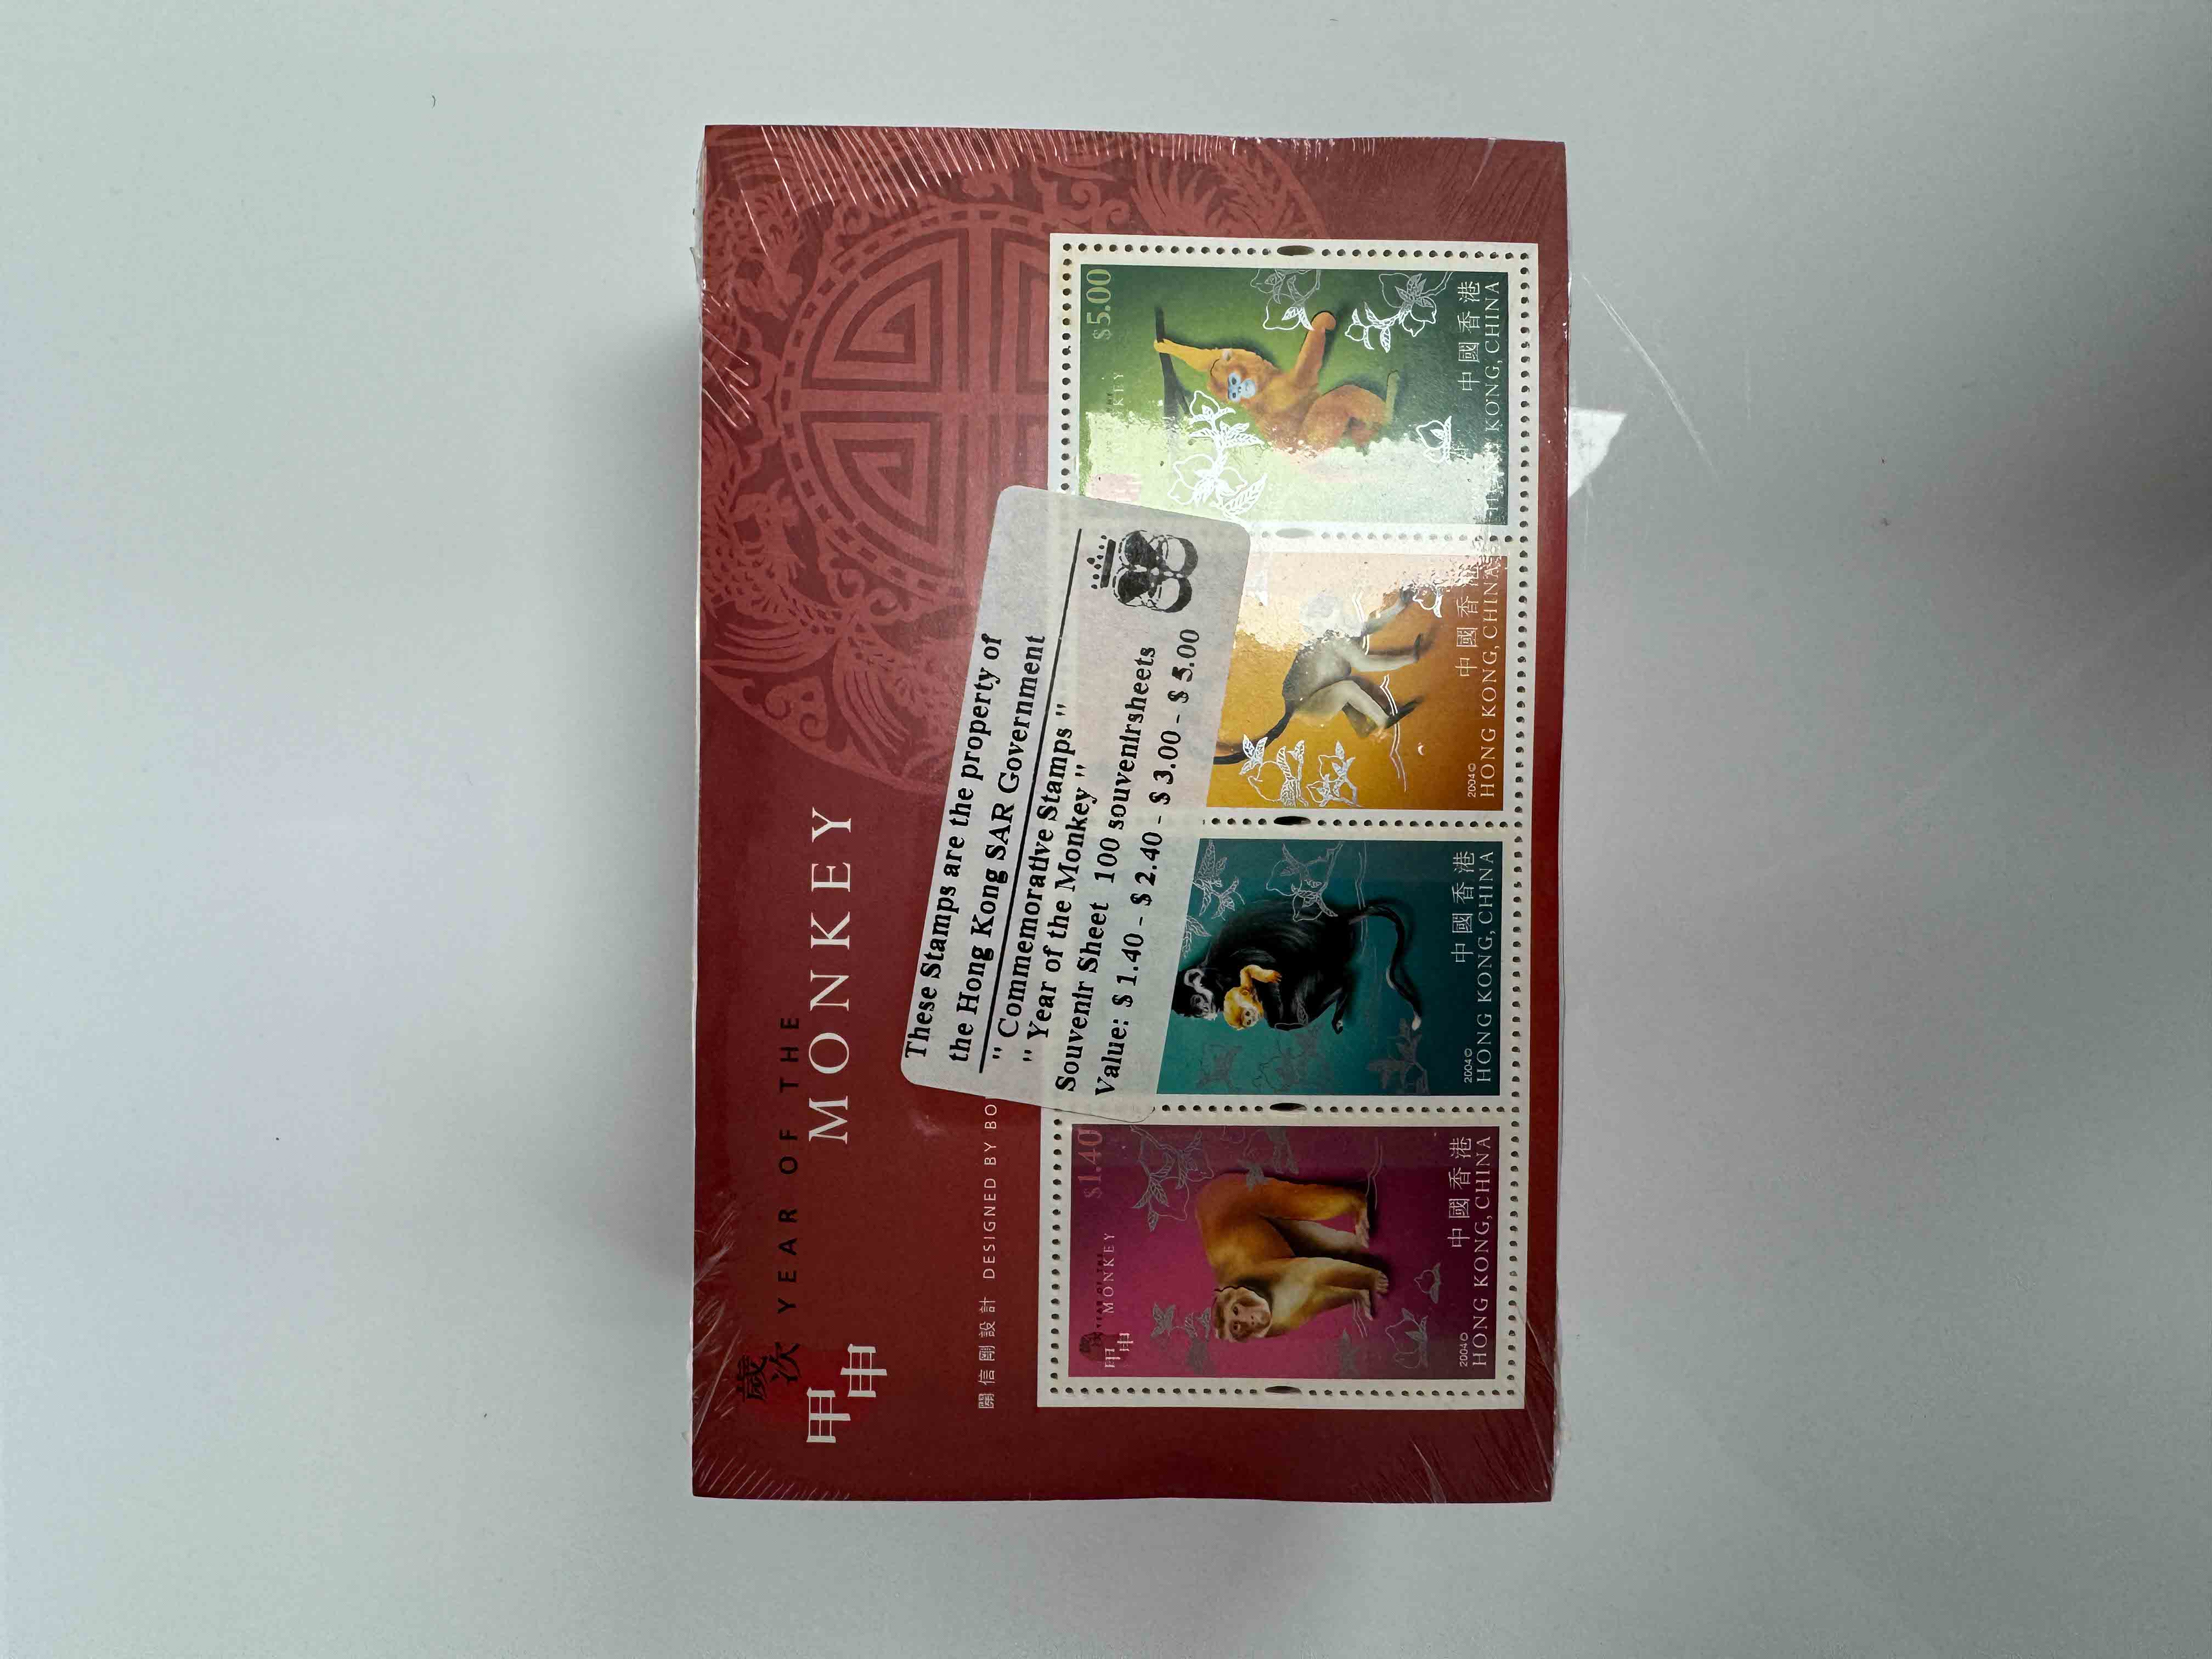 歲次 YEAR OF THE
甲申 MONKEY
關信剛設計 DESIGNED BY BO
These Stamps are the property of
the Hong Kong SAR Government
" Commemorative Stamps "
" Year of the Monkey "
Souvenir Sheet 100 souvenirsheets
Value: $ 1.40 - $ 2.40 - $ 3.00 - $ 5.00
$1.40
MONKEY
甲申
中國香港
2004© HONG KONG, CHINA
中國香港
2004© HONG KONG, CHINA
中國香
2004© HONG KONG, CHINA
$5.00
KEY
中國香港
KONG, CHINA